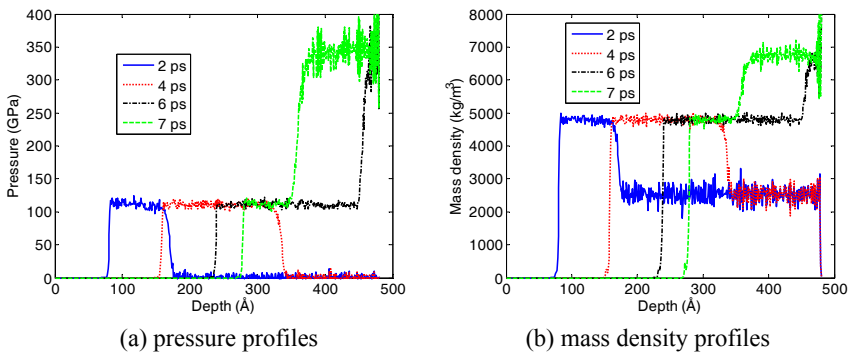 400
350
300
250
200
150
100
50
0
Pressure (GPa)
2 ps
4 ps
6 ps
7 ps
0 100 200 300 400 500
Depth (Å)
(a) pressure profiles
8000
7000
6000
5000
4000
3000
2000
1000
0
Mass density (kg/m³)
2 ps
4 ps
6 ps
7 ps
0 100 200 300 400 500
Depth (Å)
(b) mass density profiles